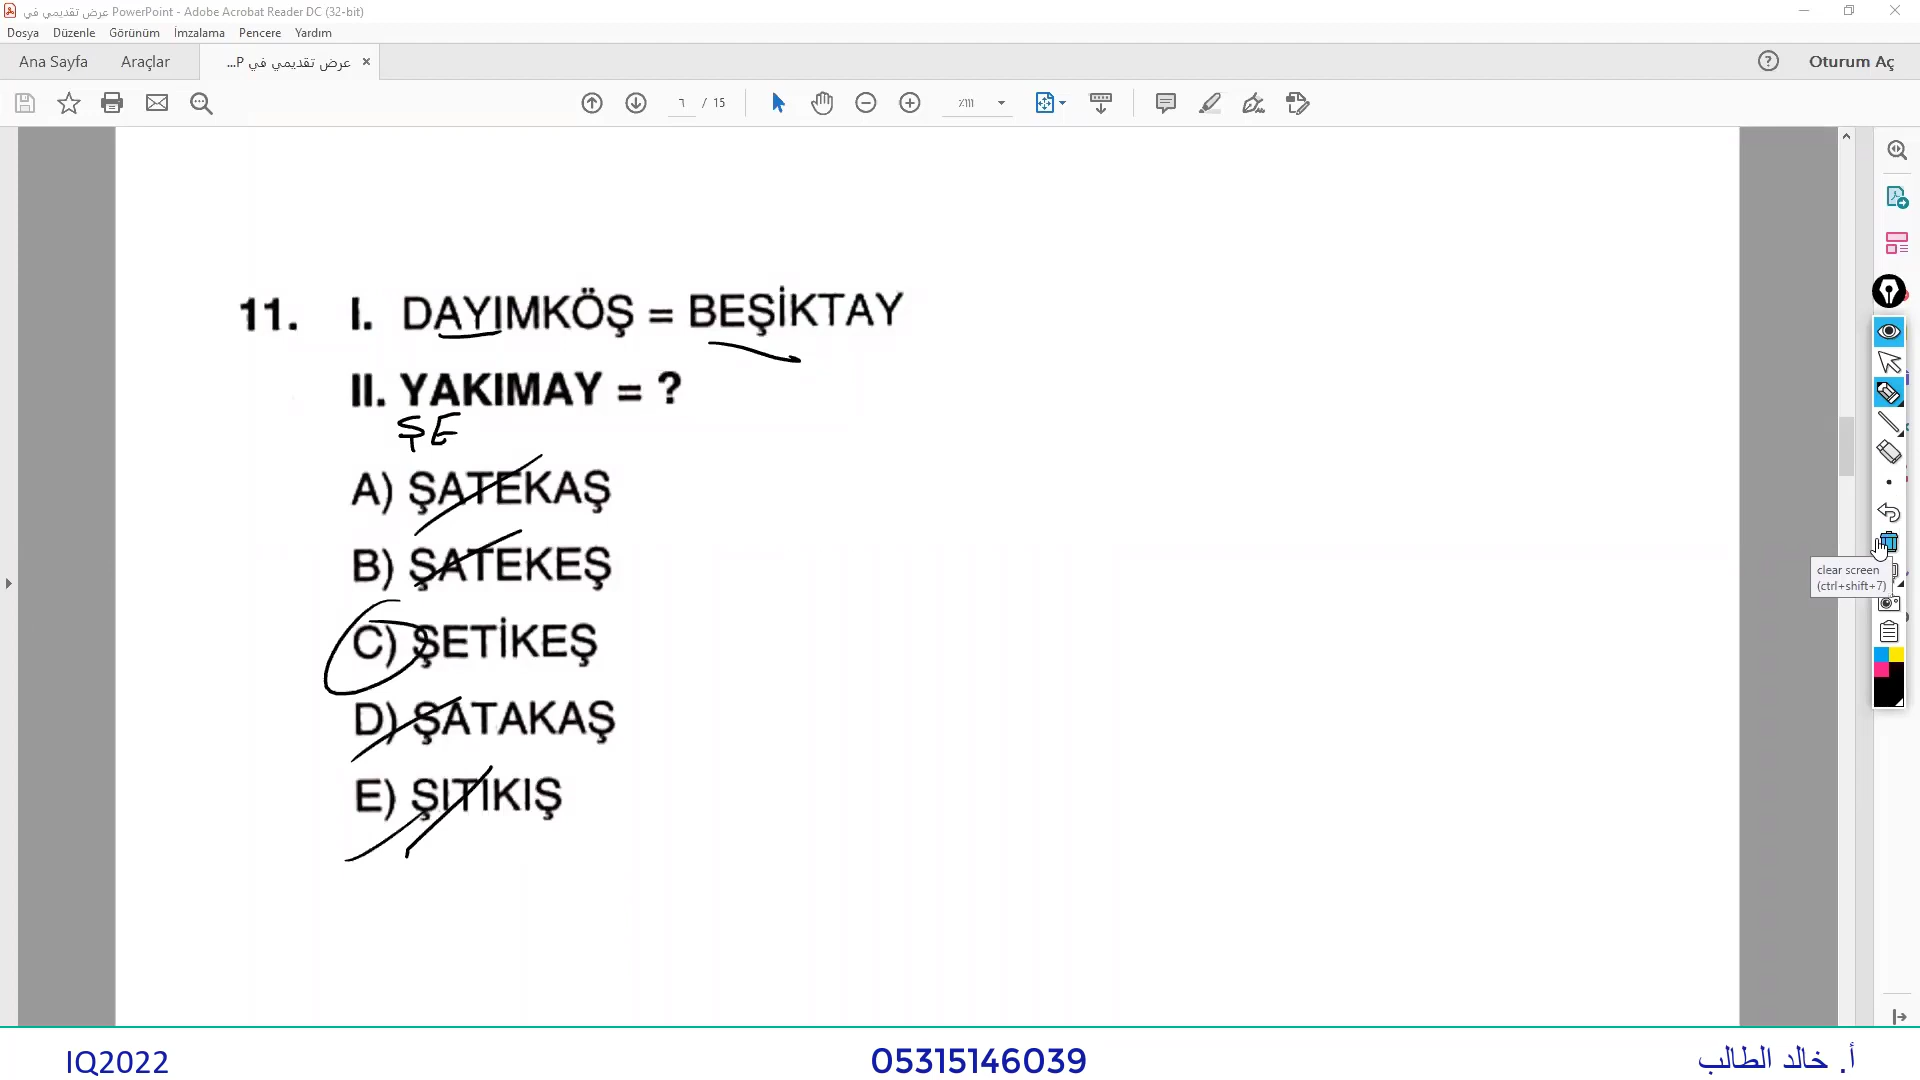 عرض تقديمي في PowerPoint - Adobe Acrobat Reader DC (32-bit)
Dosya Düzenle Görünüm İmzalama Pencere Yardım
Ana Sayfa Araçlar عرض تقديمي في P... × ? Oturum Aç
٦ / 15 ٪١١١
11. I. DAYIMKÖŞ = BEŞİKTAY
II. YAKIMAY = ?
ŞE
A) ŞATEKAŞ
B) ŞATEKEŞ
C) ŞETİKEŞ
D) ŞATAKAŞ
E) ŞITIKIŞ
clear screen
(ctrl+shift+7)
IQ2022 05315146039 أ. خالد الطالب